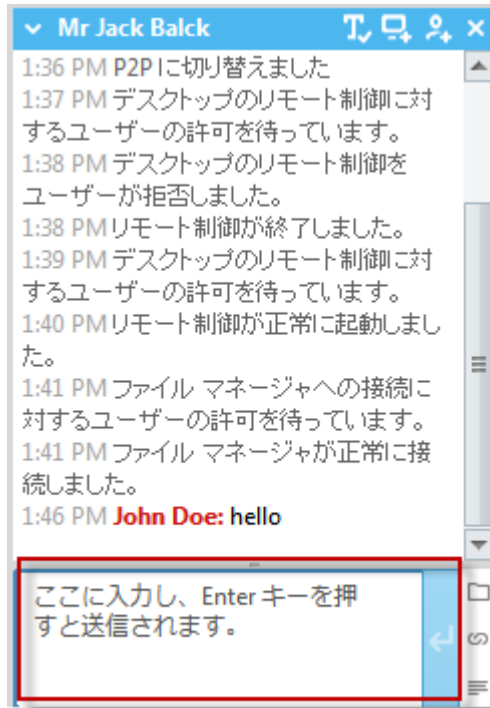 Mr Jack Balck
1:36 PM P2P に切り替えました
1:37 PM デスクトップのリモート制御に対
するユーザーの許可を待っています。
1:38 PM デスクトップのリモート制御を
ユーザーが拒否しました。
1:38 PM リモート制御が終了しました。
1:39 PM デスクトップのリモート制御に対
するユーザーの許可を待っています。
1:40 PM リモート制御が正常に起動しまし
た。
1:41 PM ファイル マネージャへの接続に
対するユーザーの許可を待っています。
1:41 PM ファイル マネージャが正常に接
続しました。
1:46 PM John Doe: hello
ここに入力し、Enter キーを押
すと送信されます。